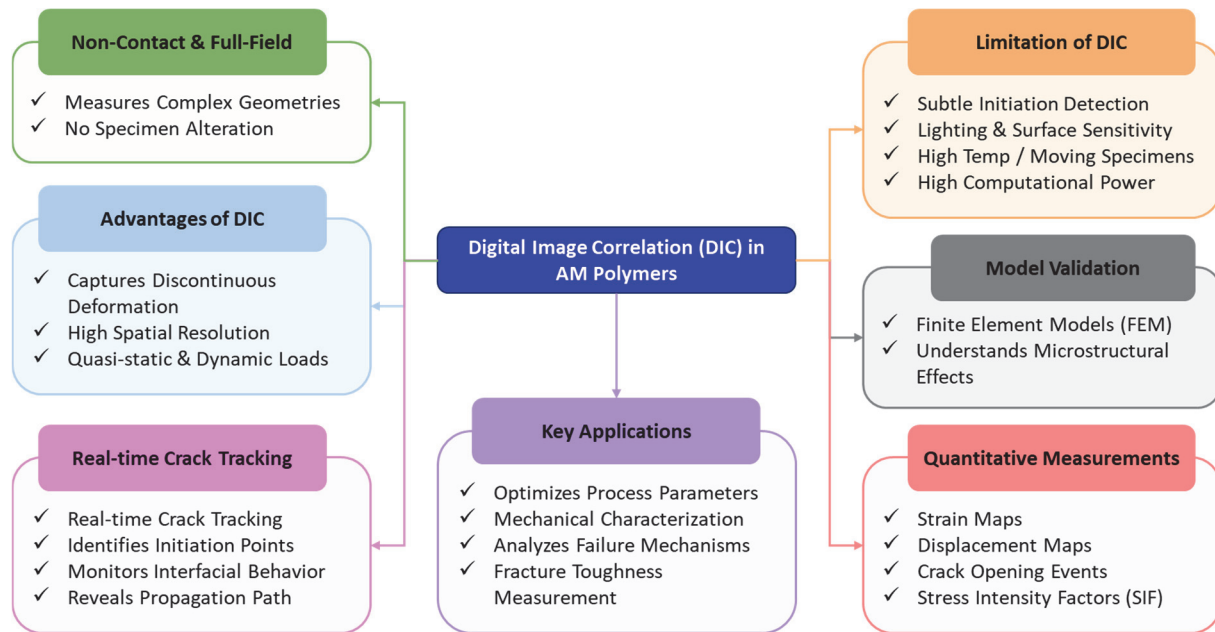 Non-Contact & Full-Field
✓ Measures Complex Geometries
✓ No Specimen Alteration
Advantages of DIC
✓ Captures Discontinuous
Deformation
✓ High Spatial Resolution
✓ Quasi-static & Dynamic Loads
Real-time Crack Tracking
✓ Real-time Crack Tracking
✓ Identifies Initiation Points
✓ Monitors Interfacial Behavior
✓ Reveals Propagation Path
Digital Image Correlation (DIC) in
AM Polymers
Key Applications
✓ Optimizes Process Parameters
✓ Mechanical Characterization
✓ Analyzes Failure Mechanisms
✓ Fracture Toughness
Measurement
Limitation of DIC
✓ Subtle Initiation Detection
✓ Lighting & Surface Sensitivity
✓ High Temp / Moving Specimens
✓ High Computational Power
Model Validation
✓ Finite Element Models (FEM)
✓ Understands Microstructural
Effects
Quantitative Measurements
✓ Strain Maps
✓ Displacement Maps
✓ Crack Opening Events
✓ Stress Intensity Factors (SIF)